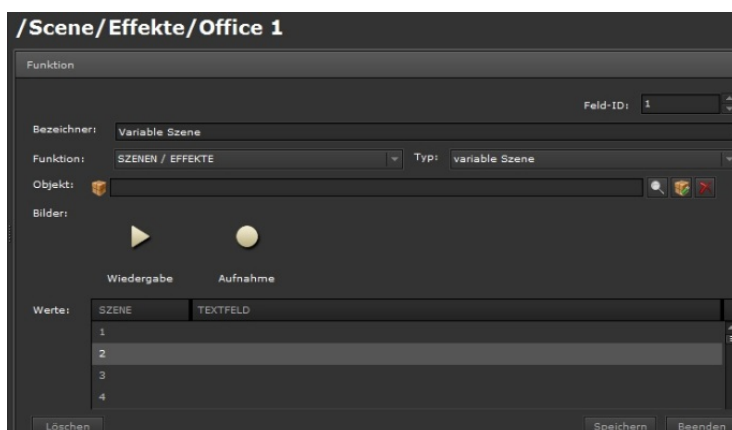 /Scene/Effekte/Office 1
Funktion
Feld-ID: 1
Bezeichner: Variable Szene
Funktion: SZENEN / EFFEKTE Typ: variable Szene
Objekt:
Bilder:
Wiedergabe Aufnahme
Werte: SZENE TEXTFELD
1
2
3
4
Löschen Speichern Beenden